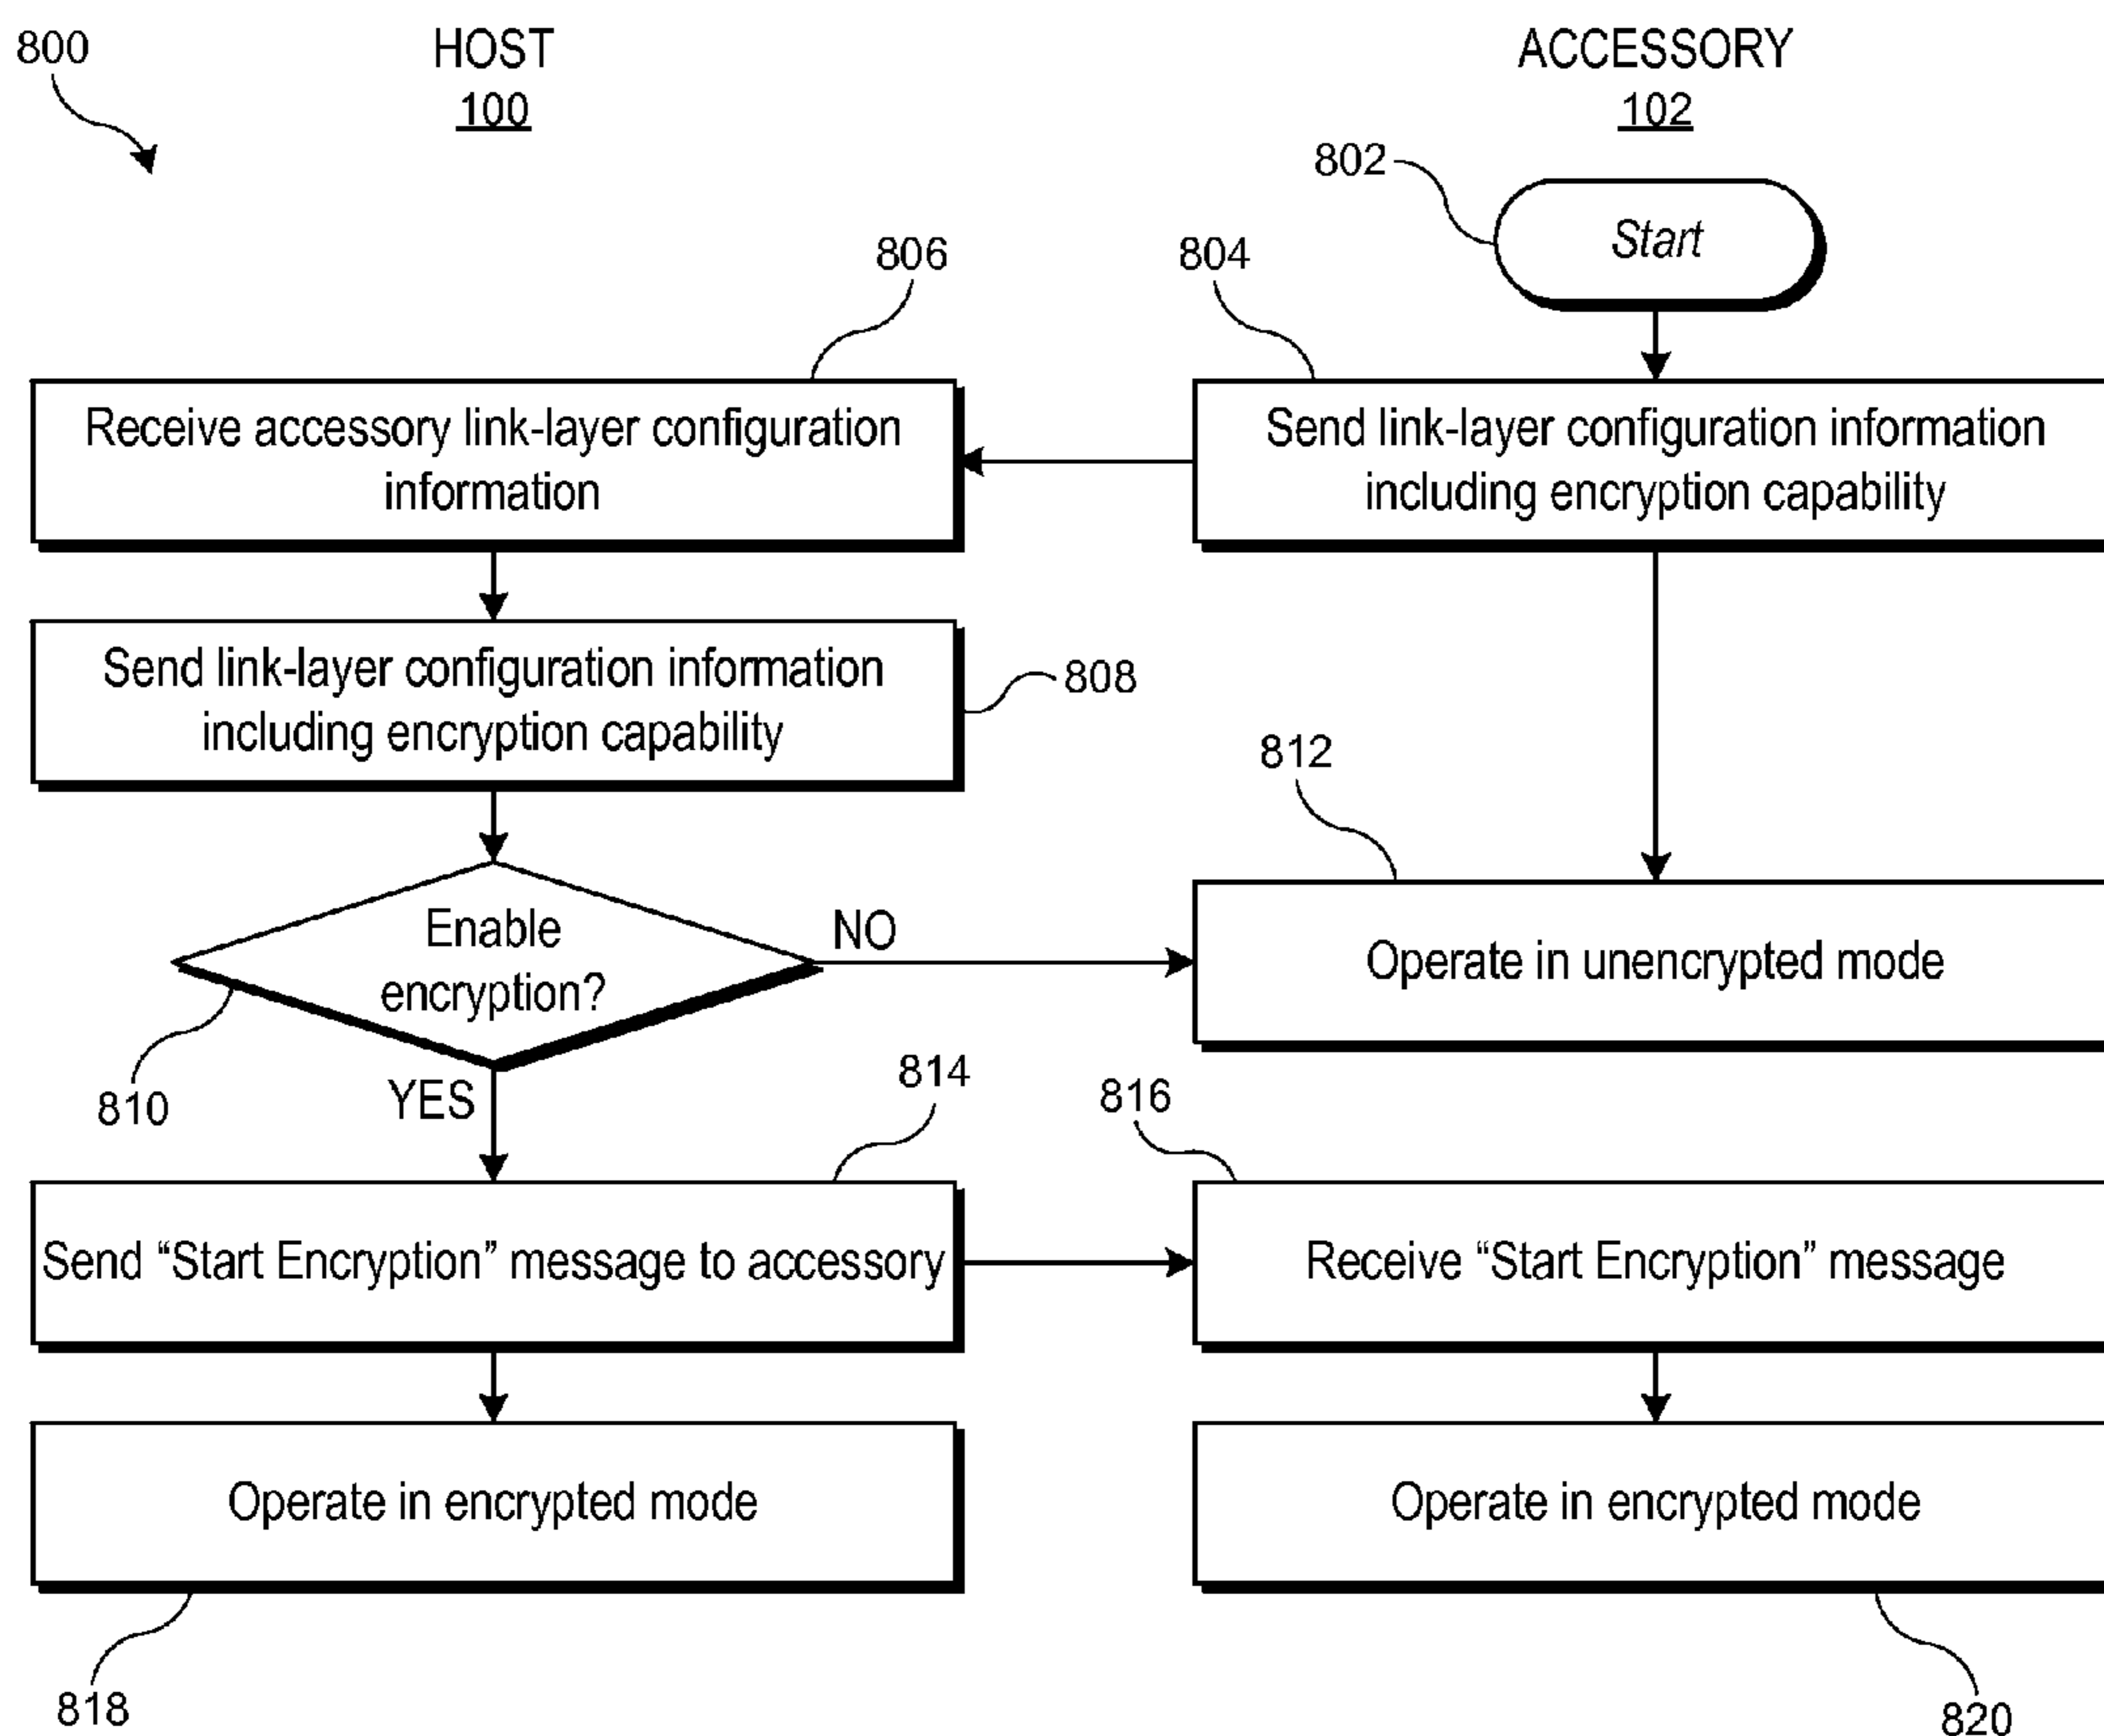 800
HOST
100
ACCESSORY
102
802
Start
806
804
Receive accessory link-layer configuration
information
Send link-layer configuration information
including encryption capability
Send link-layer configuration information
including encryption capability
808
812
Enable
encryption?
NO
Operate in unencrypted mode
810
YES
814
816
Send “Start Encryption” message to accessory
Receive “Start Encryption” message
Operate in encrypted mode
Operate in encrypted mode
818
820